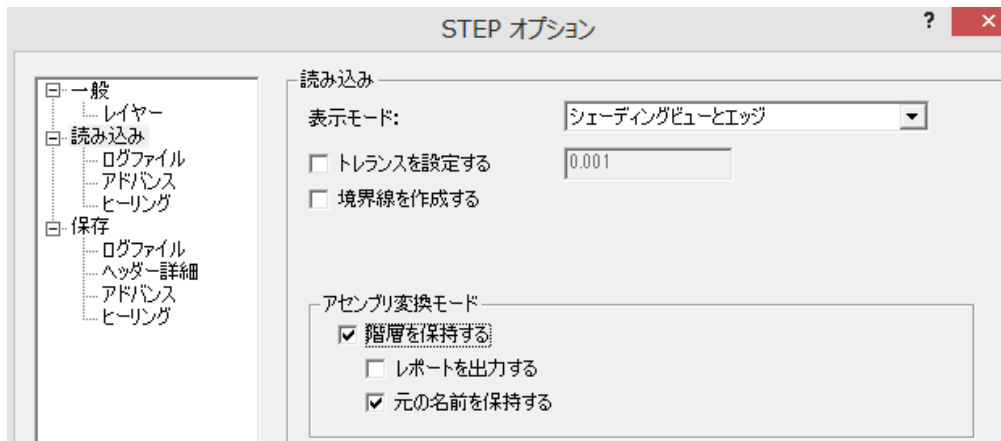 STEP オプション
?
×
一般
レイヤー
読み込み
ログファイル
アドバンス
ヒーリング
保存
ログファイル
ヘッダー詳細
アドバンス
ヒーリング
読み込み
表示モード: シェーディングビューとエッジ
トレランスを設定する 0.001
境界線を作成する
アセンブリ変換モード
階層を保持する
レポートを出力する
元の名前を保持する